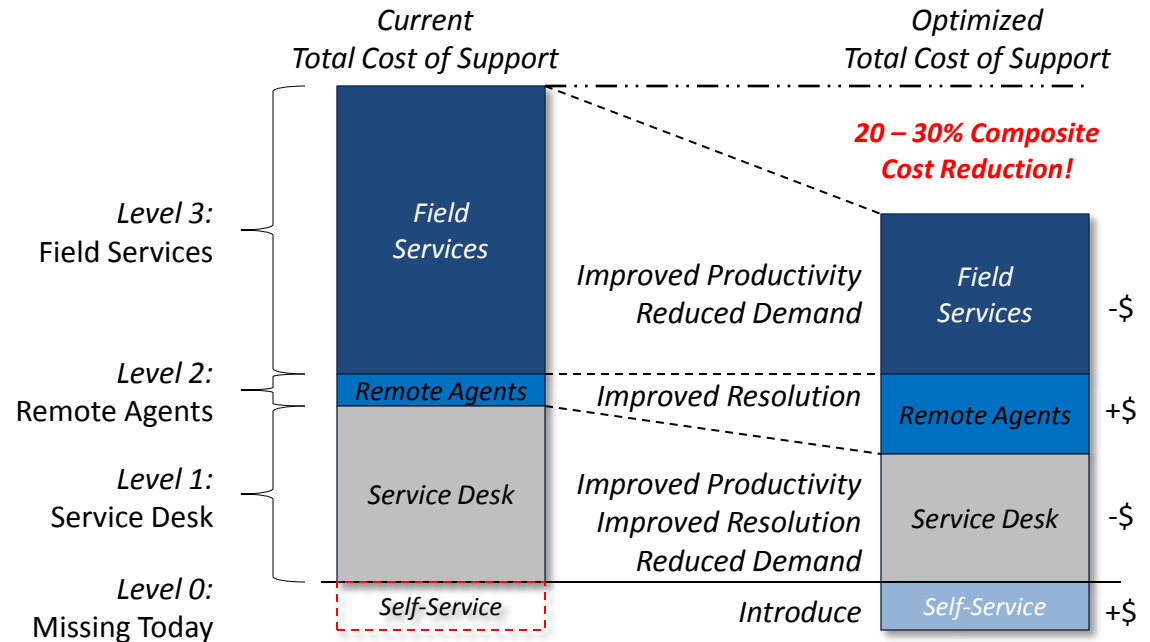 Current
Total Cost of Support
Optimized
Total Cost of Support
20 – 30% Composite
Cost Reduction!
Level 3:
Field Services
Field
Services
Improved Productivity
Reduced Demand
Field
Services
-$
Level 2:
Remote Agents
Remote Agents
Improved Resolution
Remote Agents
+$
Level 1:
Service Desk
Service Desk
Improved Productivity
Improved Resolution
Reduced Demand
Service Desk
-$
Level 0:
Missing Today
Self-Service
Introduce
Self-Service
+$